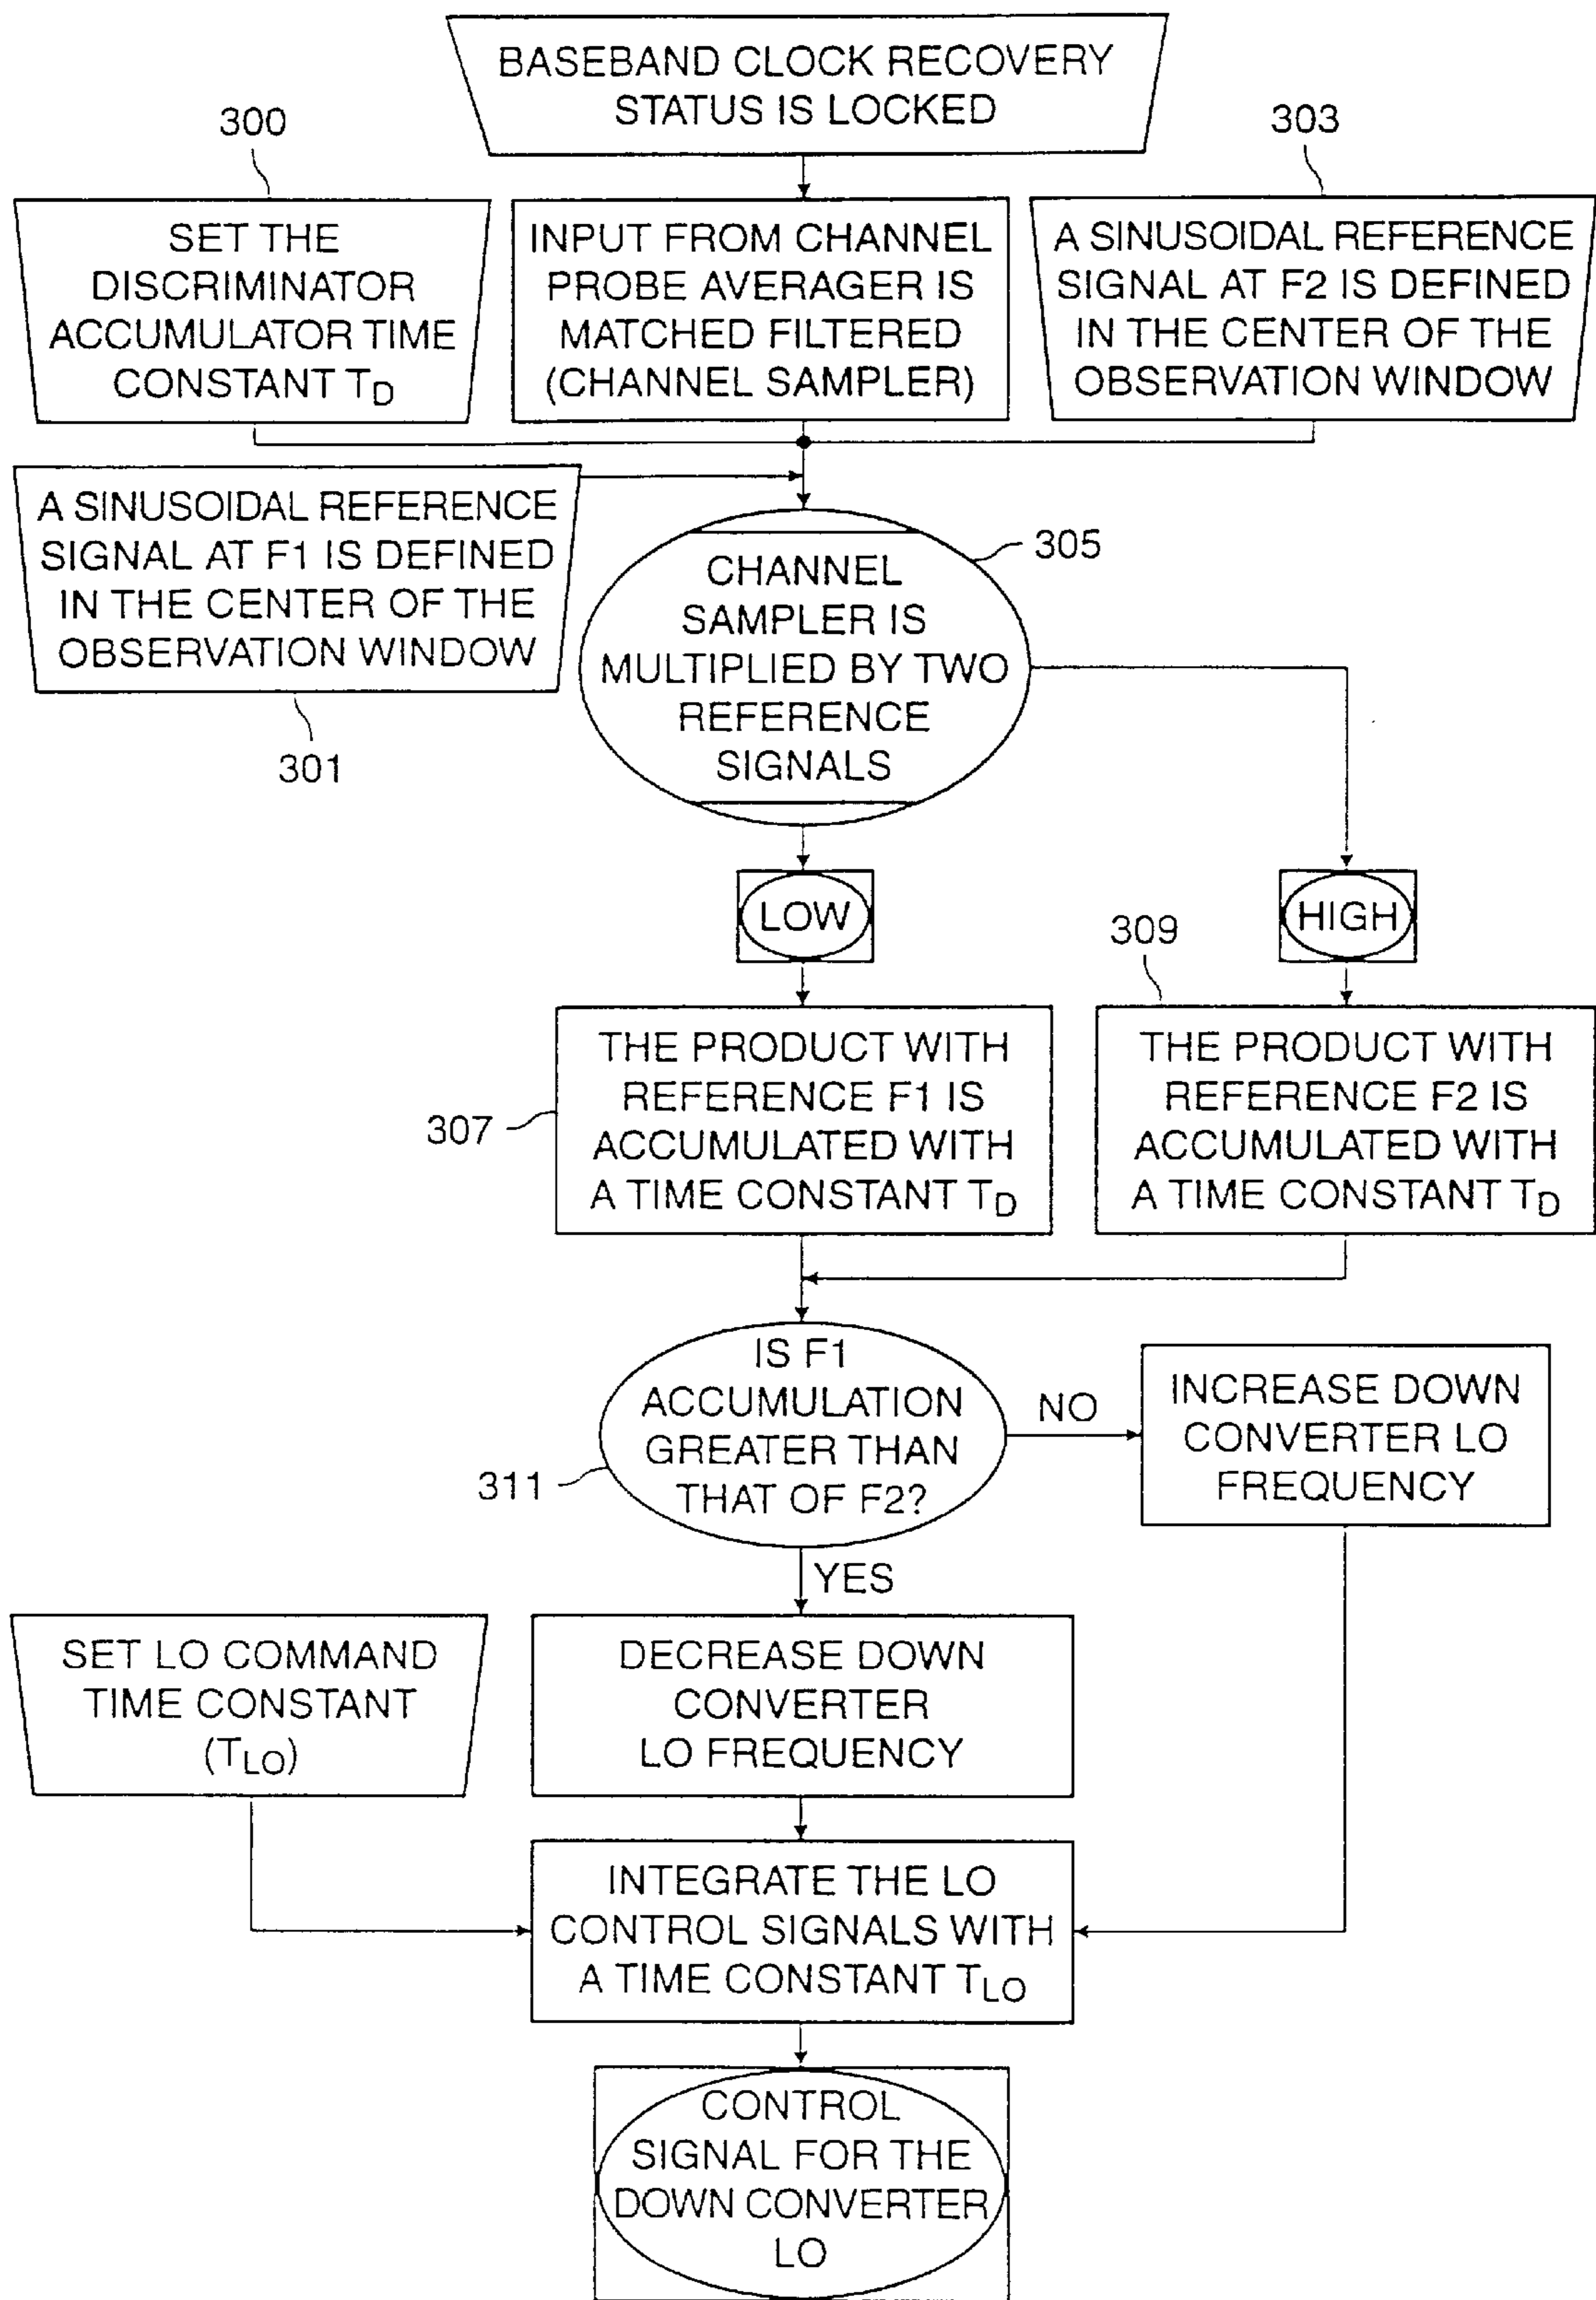 BASEBAND CLOCK RECOVERY
STATUS IS LOCKED
300
303
SET THE
DISCRIMINATOR
ACCUMULATOR TIME
CONSTANT TD
INPUT FROM CHANNEL
PROBE AVERAGER IS
MATCHED FILTERED
(CHANNEL SAMPLER)
A SINUSOIDAL REFERENCE
SIGNAL AT F2 IS DEFINED
IN THE CENTER OF THE
OBSERVATION WINDOW
A SINUSOIDAL REFERENCE
SIGNAL AT F1 IS DEFINED
IN THE CENTER OF THE
OBSERVATION WINDOW
301
305
CHANNEL
SAMPLER IS
MULTIPLIED BY TWO
REFERENCE
SIGNALS
LOW
HIGH
309
307
THE PRODUCT WITH
REFERENCE F1 IS
ACCUMULATED WITH
A TIME CONSTANT TD
THE PRODUCT WITH
REFERENCE F2 IS
ACCUMULATED WITH
A TIME CONSTANT TD
IS F1
ACCUMULATION
GREATER THAN
THAT OF F2?
311
NO
INCREASE DOWN
CONVERTER LO
FREQUENCY
YES
SET LO COMMAND
TIME CONSTANT
(TLO)
DECREASE DOWN
CONVERTER
LO FREQUENCY
INTEGRATE THE LO
CONTROL SIGNALS WITH
A TIME CONSTANT TLO
CONTROL
SIGNAL FOR THE
DOWN CONVERTER
LO